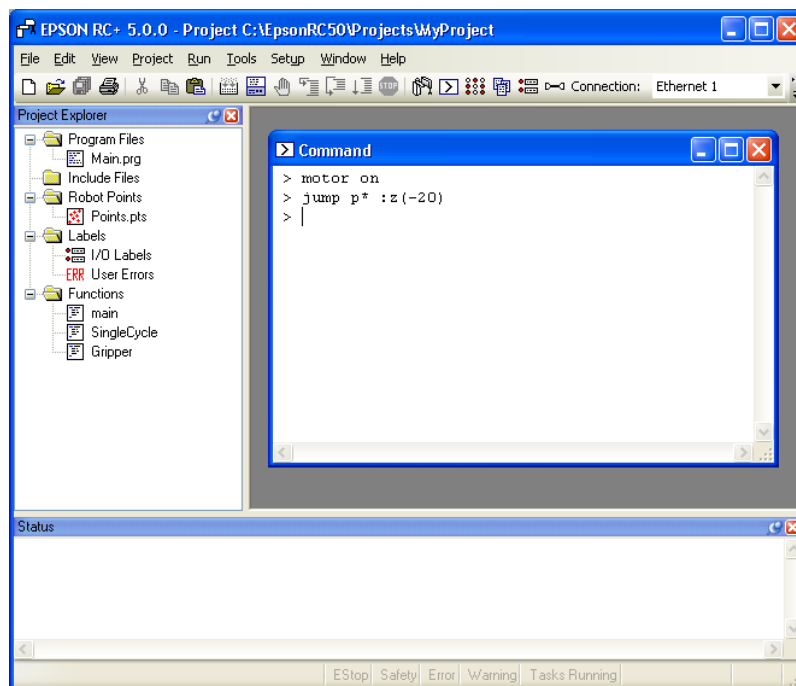 EPSON RC+ 5.0.0 - Project C:\EpsonRC50\Projects\MyProject
File Edit View Project Run Tools Setup Window Help
STOP Connection: Ethernet 1
Project Explorer
Program Files
Main.prg
Include Files
Robot Points
Points.pts
Labels
I/O Labels
ERR User Errors
Functions
main
SingleCycle
Gripper
Command
> motor on
> jump p* :z(-20)
>
Status
EStop Safety Error Warning Tasks Running